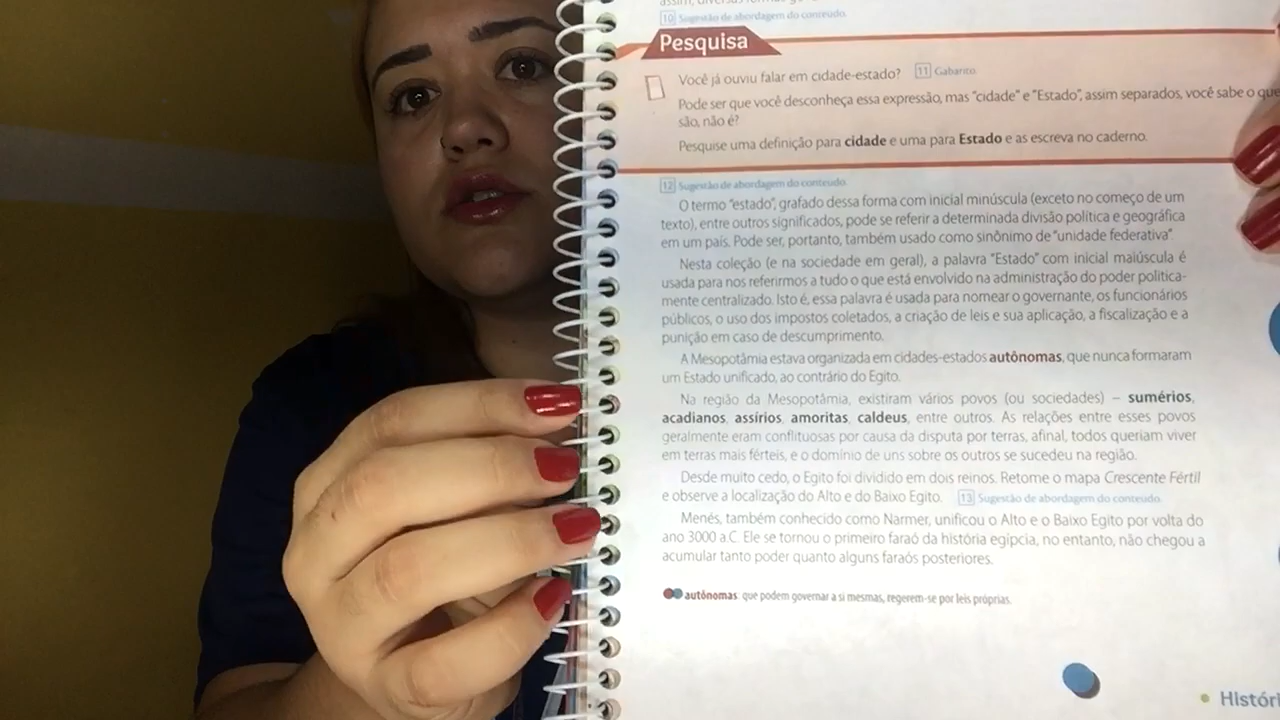 10 Sugestão de abordagem do conteúdo.
Pesquisa
Você já ouviu falar em cidade-estado? 11 Gabarito.
Pode ser que você desconheça essa expressão, mas "cidade" e "Estado", assim separados, você sabe o que
são, não é?
Pesquise uma definição para cidade e uma para Estado e as escreva no caderno.
12 Sugestão de abordagem do conteúdo.
O termo "estado", grafado dessa forma com inicial minúscula (exceto no começo de um
texto), entre outros significados, pode se referir a determinada divisão política e geográfica
em um país. Pode ser, portanto, também usado como sinônimo de "unidade federativa".
Nesta coleção (e na sociedade em geral), a palavra "Estado" com inicial maiúscula é
usada para nos referirmos a tudo o que está envolvido na administração do poder politica-
mente centralizado. Isto é, essa palavra é usada para nomear o governante, os funcionários
públicos, o uso dos impostos coletados, a criação de leis e sua aplicação, a fiscalização e a
punição em caso de descumprimento.
A Mesopotâmia estava organizada em cidades-estados autônomas, que nunca formaram
um Estado unificado, ao contrário do Egito.
Na região da Mesopotâmia, existiram vários povos (ou sociedades) – sumérios,
acadianos, assírios, amoritas, caldeus, entre outros. As relações entre esses povos
geralmente eram conflituosas por causa da disputa por terras, afinal, todos queriam viver
em terras mais férteis, e o domínio de uns sobre os outros se sucedeu na região.
Desde muito cedo, o Egito foi dividido em dois reinos. Retome o mapa Crescente Fértil
e observe a localização do Alto e do Baixo Egito. 13 Sugestão de abordagem do conteúdo.
Menés, também conhecido como Narmer, unificou o Alto e o Baixo Egito por volta do
ano 3000 a.C. Ele se tornou o primeiro faraó da história egípcia, no entanto, não chegou a
acumular tanto poder quanto alguns faraós posteriores.
autônomas: que podem governar a si mesmas, regerem-se por leis próprias.